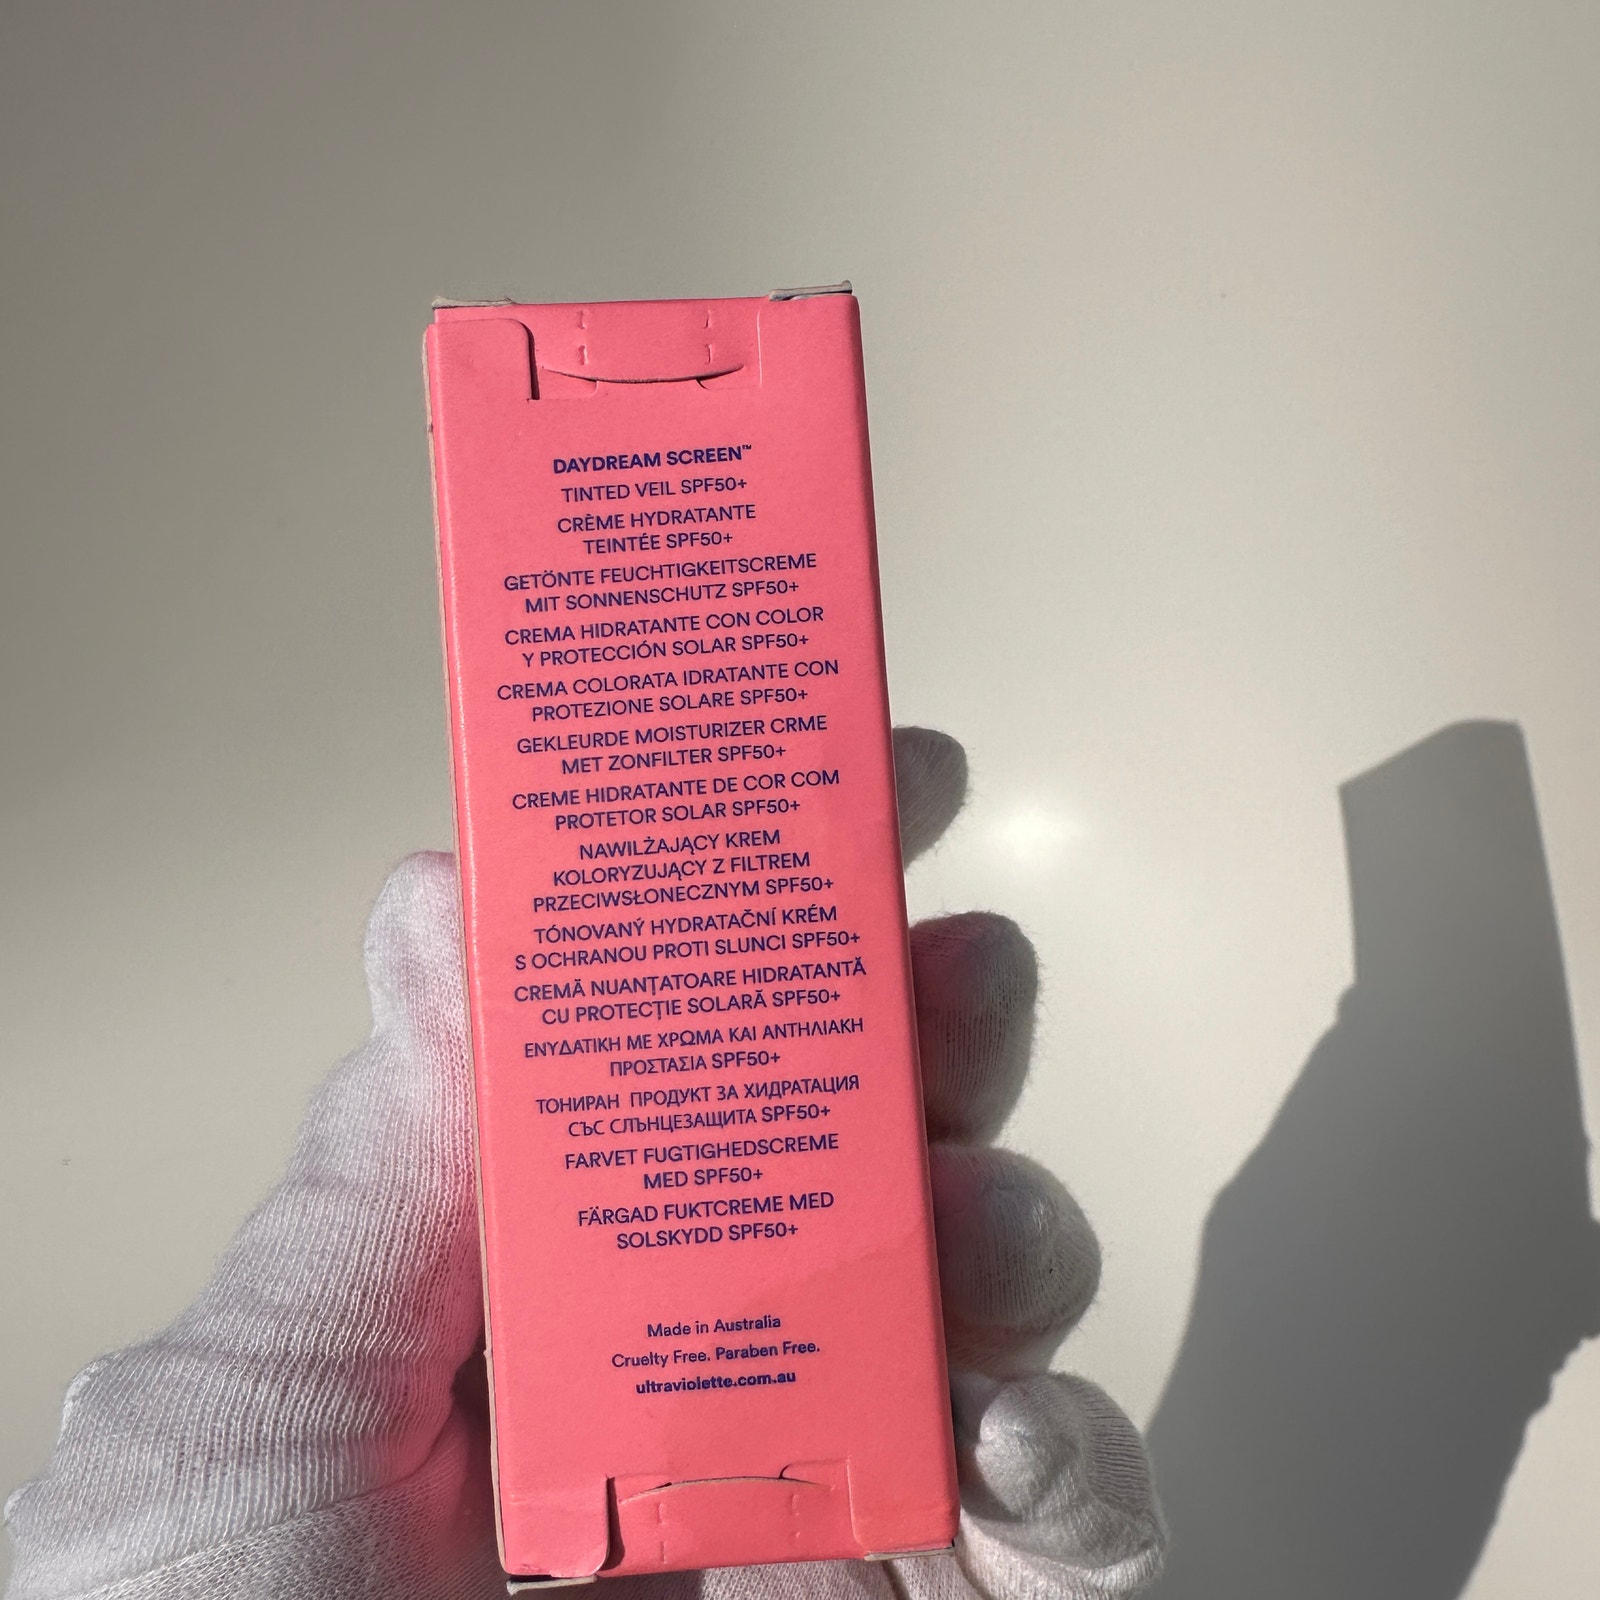 DAYDREAM SCREEN™
TINTED VEIL SPF50+
CRÈME HYDRATANTE
TEINTÉE SPF50+
GETÖNTE FEUCHTIGKEITSCREME
MIT SONNENSCHUTZ SPF50+
CREMA HIDRATANTE CON COLOR
Y PROTECCIÓN SOLAR SPF50+
CREMA COLORATA IDRATANTE CON
PROTEZIONE SOLARE SPF50+
GEKLEURDE MOISTURIZER CRME
MET ZONFILTER SPF50+
CREME HIDRATANTE DE COR COM
PROTETOR SOLAR SPF50+
NAWILŻAJĄCY KREM
KOLORYZUJĄCY Z FILTREM
PRZECIWSŁONECZNYM SPF50+
TÓNOVANÝ HYDRATAČNÍ KRÉM
S OCHRANOU PROTI SLUNCI SPF50+
CREMĂ NUANȚATOARE HIDRATANTĂ
CU PROTECȚIE SOLARĂ SPF50+
ΕΝΥΔΑΤΙΚΗ ΜΕ ΧΡΩΜΑ ΚΑΙ ΑΝΤΗΛΙΑΚΗ
ΠΡΟΣΤΑΣΙΑ SPF50+
ТОНИРАН ПРОДУКТ ЗА ХИДРАТАЦИЯ
СЪС СЛЪНЦЕЗАЩИТА SPF50+
FARVET FUGTIGHEDSCREME
MED SPF50+
FÄRGAD FUKTCREME MED
SOLSKYDD SPF50+
Made in Australia
Cruelty Free. Paraben Free.
ultraviolette.com.au